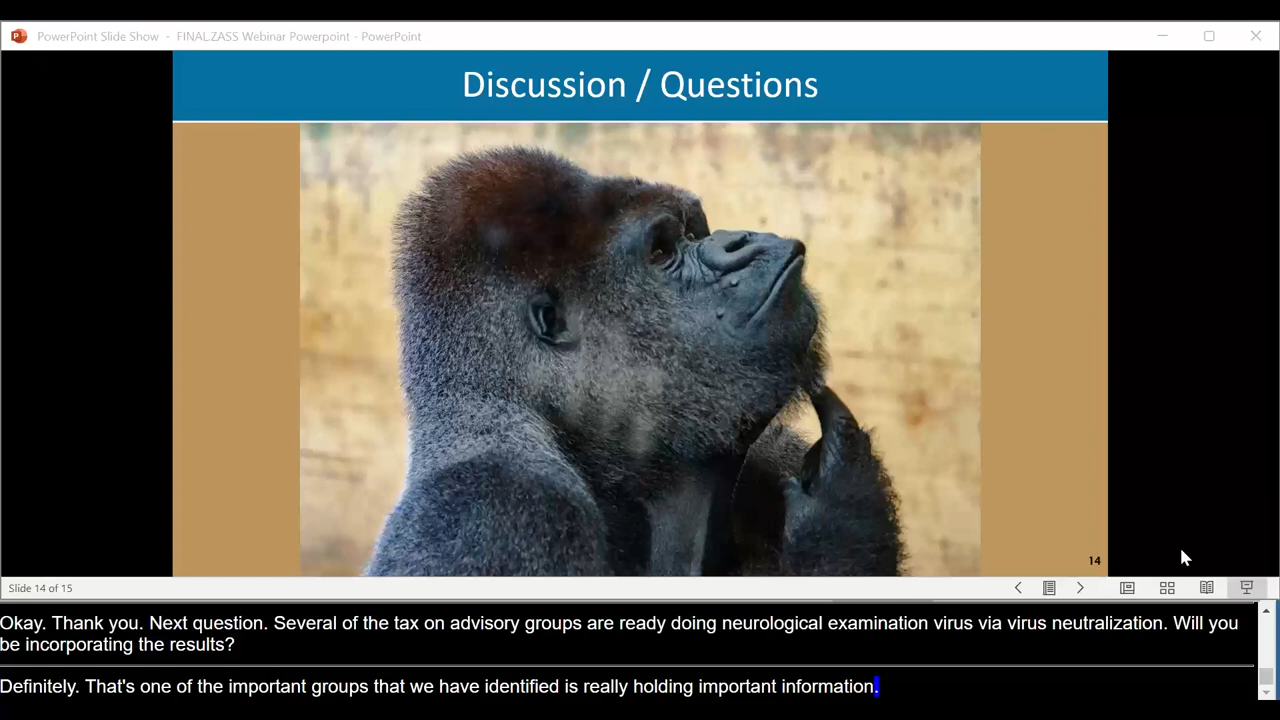 PowerPoint Slide Show - FINAL.ZASS Webinar Powerpoint - PowerPoint
Discussion / Questions
14
Slide 14 of 15
Okay. Thank you. Next question. Several of the tax on advisory groups are ready doing neurological examination virus via virus neutralization. Will you
be incorporating the results?
Definitely. That's one of the important groups that we have identified is really holding important information.